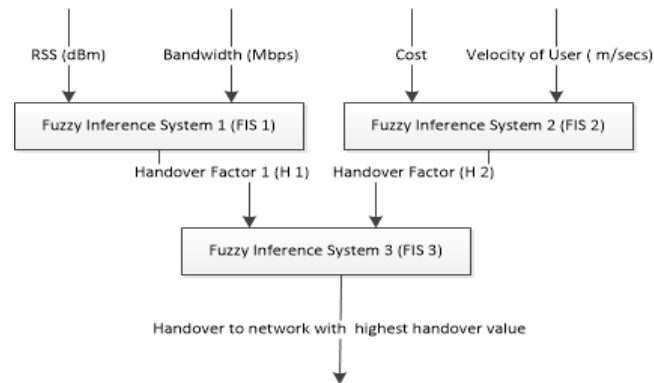 RSS (dBm)
Bandwidth (Mbps)
Cost
Velocity of User ( m/secs)
Fuzzy Inference System 1 (FIS 1)
Fuzzy Inference System 2 (FIS 2)
Handover Factor 1 (H 1)
Handover Factor (H 2)
Fuzzy Inference System 3 (FIS 3)
Handover to network with highest handover value